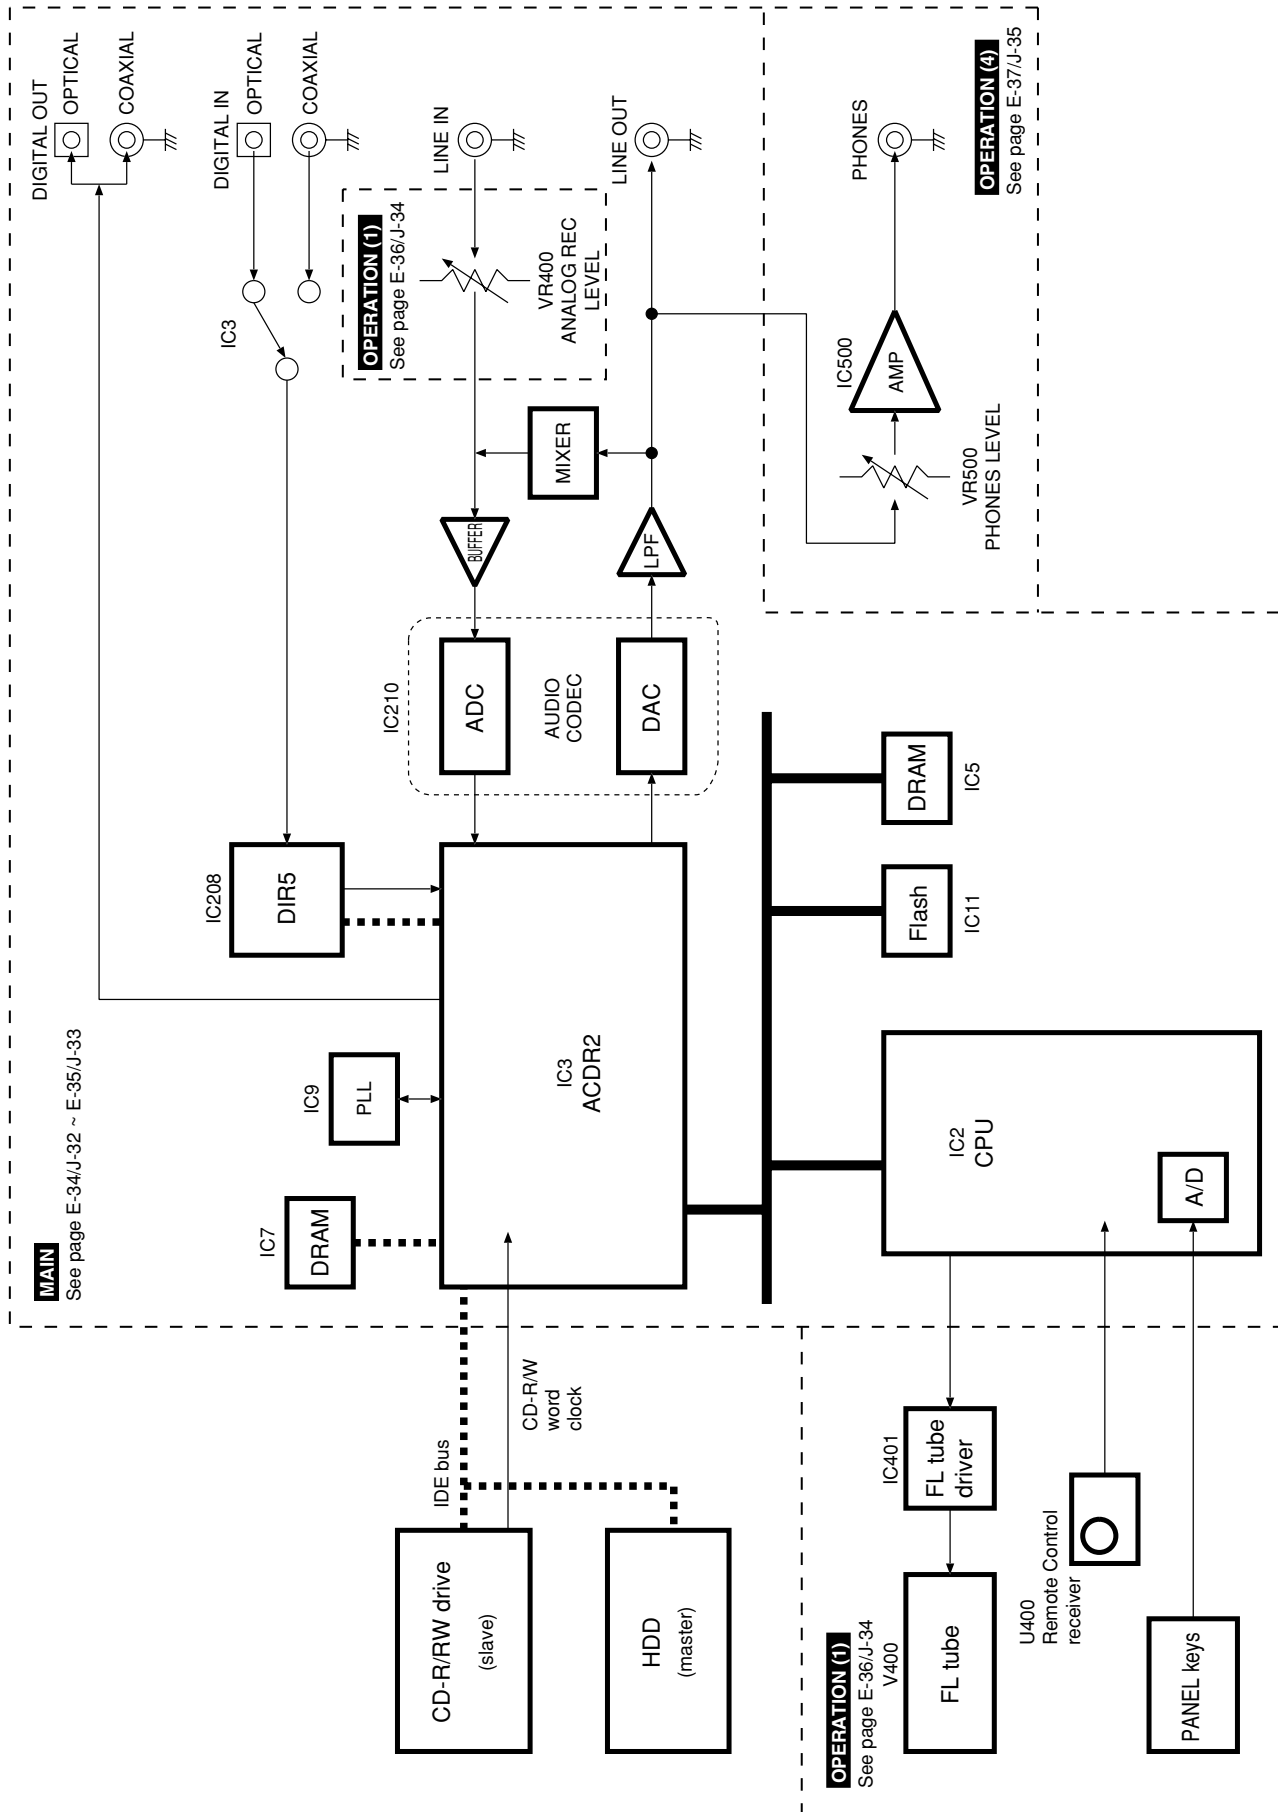 MAIN
See page E-34/J-32 ~ E-35/J-33
DIGITAL OUT
OPTICAL
COAXIAL
DIGITAL IN
OPTICAL
COAXIAL
IC3
IC208
DIR5
IC9
PLL
IC7
DRAM
LINE IN
OPERATION (1)
See page E-36/J-34
VR400
ANALOG REC
LEVEL
LINE OUT
MIXER
BUFFER
LPF
IC210
ADC
AUDIO
CODEC
DAC
IC3
ACDR2
IDE bus
CD-R/W
word
clock
CD-R/RW drive
(slave)
HDD
(master)
PHONES
OPERATION (4)
See page E-37/J-35
IC500
AMP
VR500
PHONES LEVEL
DRAM
IC5
Flash
IC11
IC2
CPU
A/D
OPERATION (1)
See page E-36/J-34
V400
FL tube
IC401
FL tube
driver
U400
Remote Control
receiver
PANEL keys